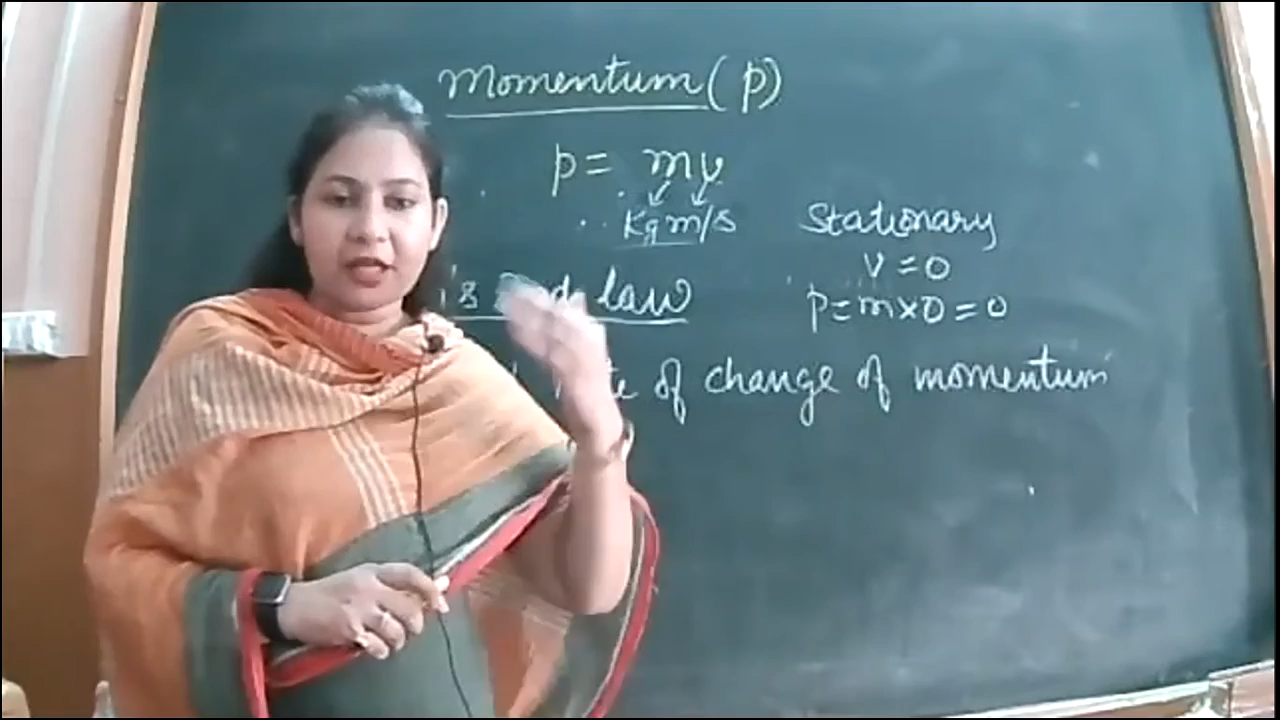 Momentum (p)
p = mv
Kg m/s
Stationary
v = 0
p = m x 0 = 0
law
of change of momentum